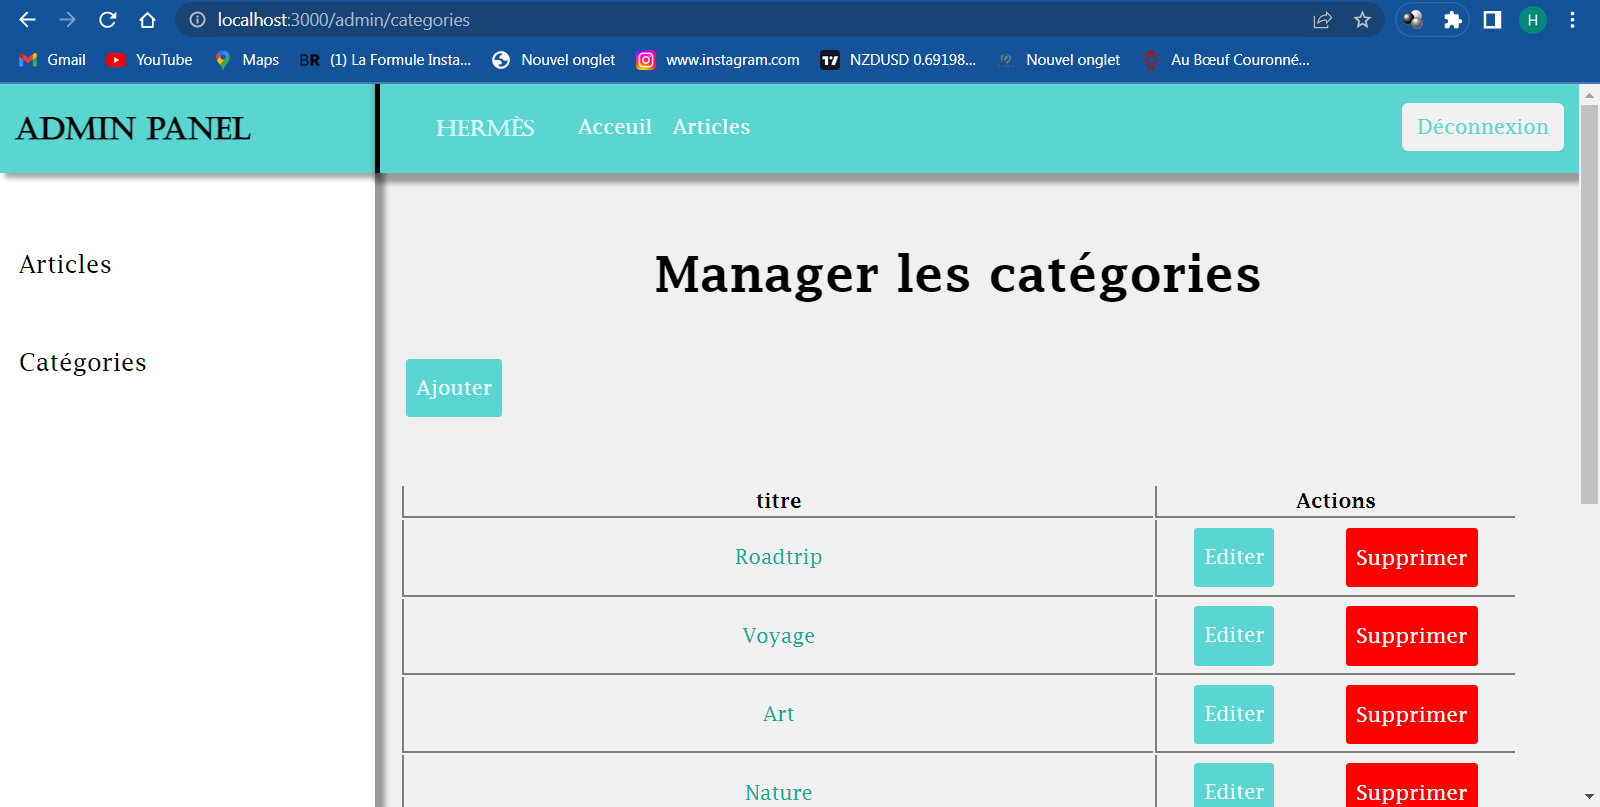 localhost:3000/admin/categories
H
Gmail YouTube Maps BR (1) La Formule Insta... Nouvel onglet www.instagram.com NZDUSD 0.69198... Nouvel onglet Au Bœuf Couronné...
ADMIN PANEL
HERMÈS Acceuil Articles Déconnexion
Articles
Catégories
Manager les catégories
Ajouter
titre Actions
Roadtrip Editer Supprimer
Voyage Editer Supprimer
Art Editer Supprimer
Nature Editer Supprimer